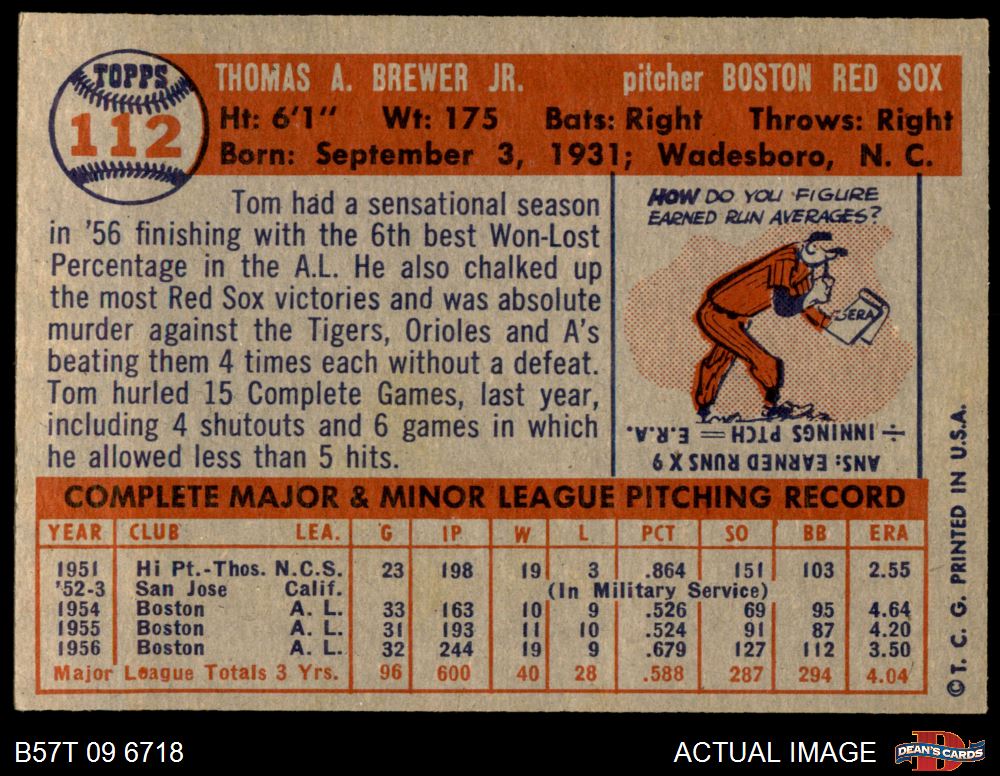 TOPPS
112
THOMAS A. BREWER JR. pitcher BOSTON RED SOX
Ht: 6'1" Wt: 175 Bats: Right Throws: Right
Born: September 3, 1931; Wadesboro, N. C.
Tom had a sensational season
in '56 finishing with the 6th best Won-Lost
Percentage in the A.L. He also chalked up
the most Red Sox victories and was absolute
murder against the Tigers, Orioles and A's
beating them 4 times each without a defeat.
Tom hurled 15 Complete Games, last year,
including 4 shutouts and 6 games in which
he allowed less than 5 hits.
HOW DO YOU FIGURE
EARNED RUN AVERAGES?
ERA
ANS: EARNED RUNS X 9
÷ INNINGS PTCH = E.R.A.
COMPLETE MAJOR & MINOR LEAGUE PITCHING RECORD
YEAR CLUB LEA. G IP W L PCT SO BB ERA
1951 Hi Pt.-Thos. N.C.S. 23 198 19 3 .864 151 103 2.55
'52-3 San Jose Calif. (In Military Service)
1954 Boston A. L. 33 163 10 9 .526 69 95 4.64
1955 Boston A. L. 31 193 11 10 .524 91 87 4.20
1956 Boston A. L. 32 244 19 9 .679 127 112 3.50
Major League Totals 3 Yrs. 96 600 40 28 .588 287 294 4.04
© T. C. G. PRINTED IN U.S.A.
B57T 09 6718
ACTUAL IMAGE
DEAN'S CARDS